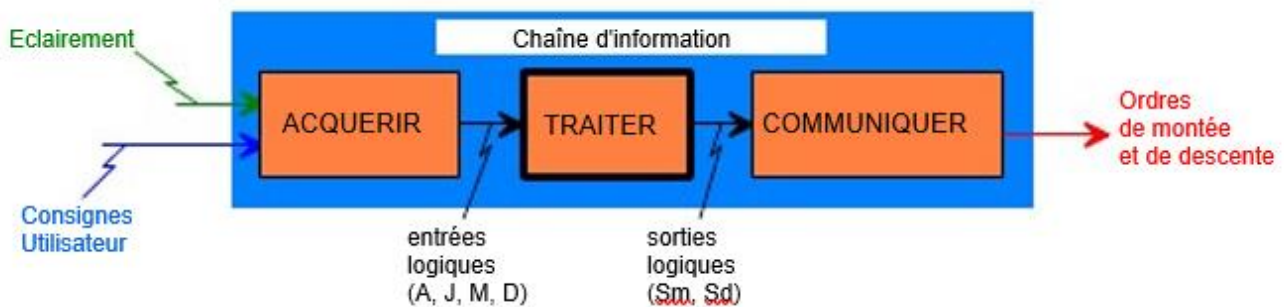 Eclairement
Chaîne d'information
ACQUERIR
TRAITER
COMMUNIQUER
Ordres
de montée
et de descente
Consignes
Utilisateur
entrées
logiques
(A, J, M, D)
sorties
logiques
(Sm, Sd)